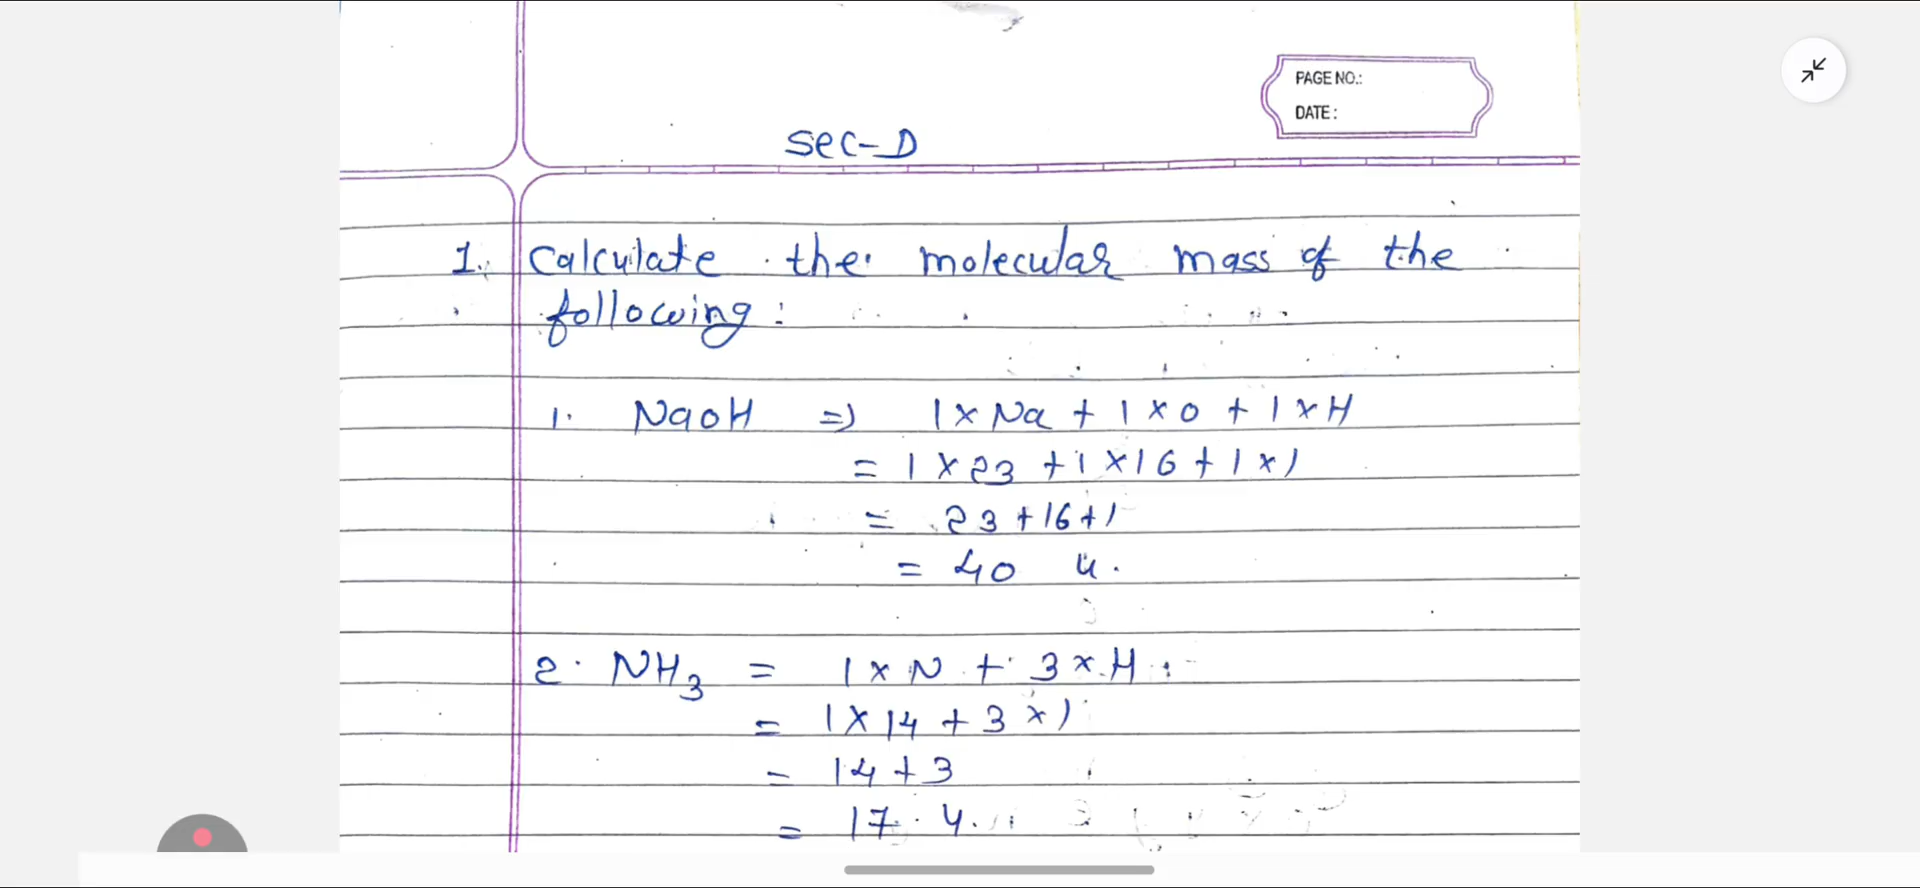 PAGE NO.:
DATE :
Sec-D
1. Calculate the molecular mass of the
following :
1. NaOH => 1 x Na + 1 x O + 1 x H
= 1 x 23 + 1 x 16 + 1 x 1
= 23 + 16 + 1
= 40 u.
2. NH₃ = 1 x N + 3 x H
= 1 x 14 + 3 x 1
= 14 + 3
= 17. u.